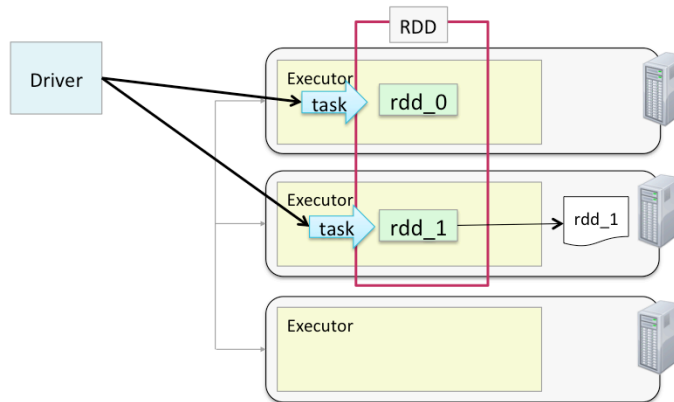 RDD
Driver
Executor
task
rdd_0
Executor
task
rdd_1
rdd_1
Executor